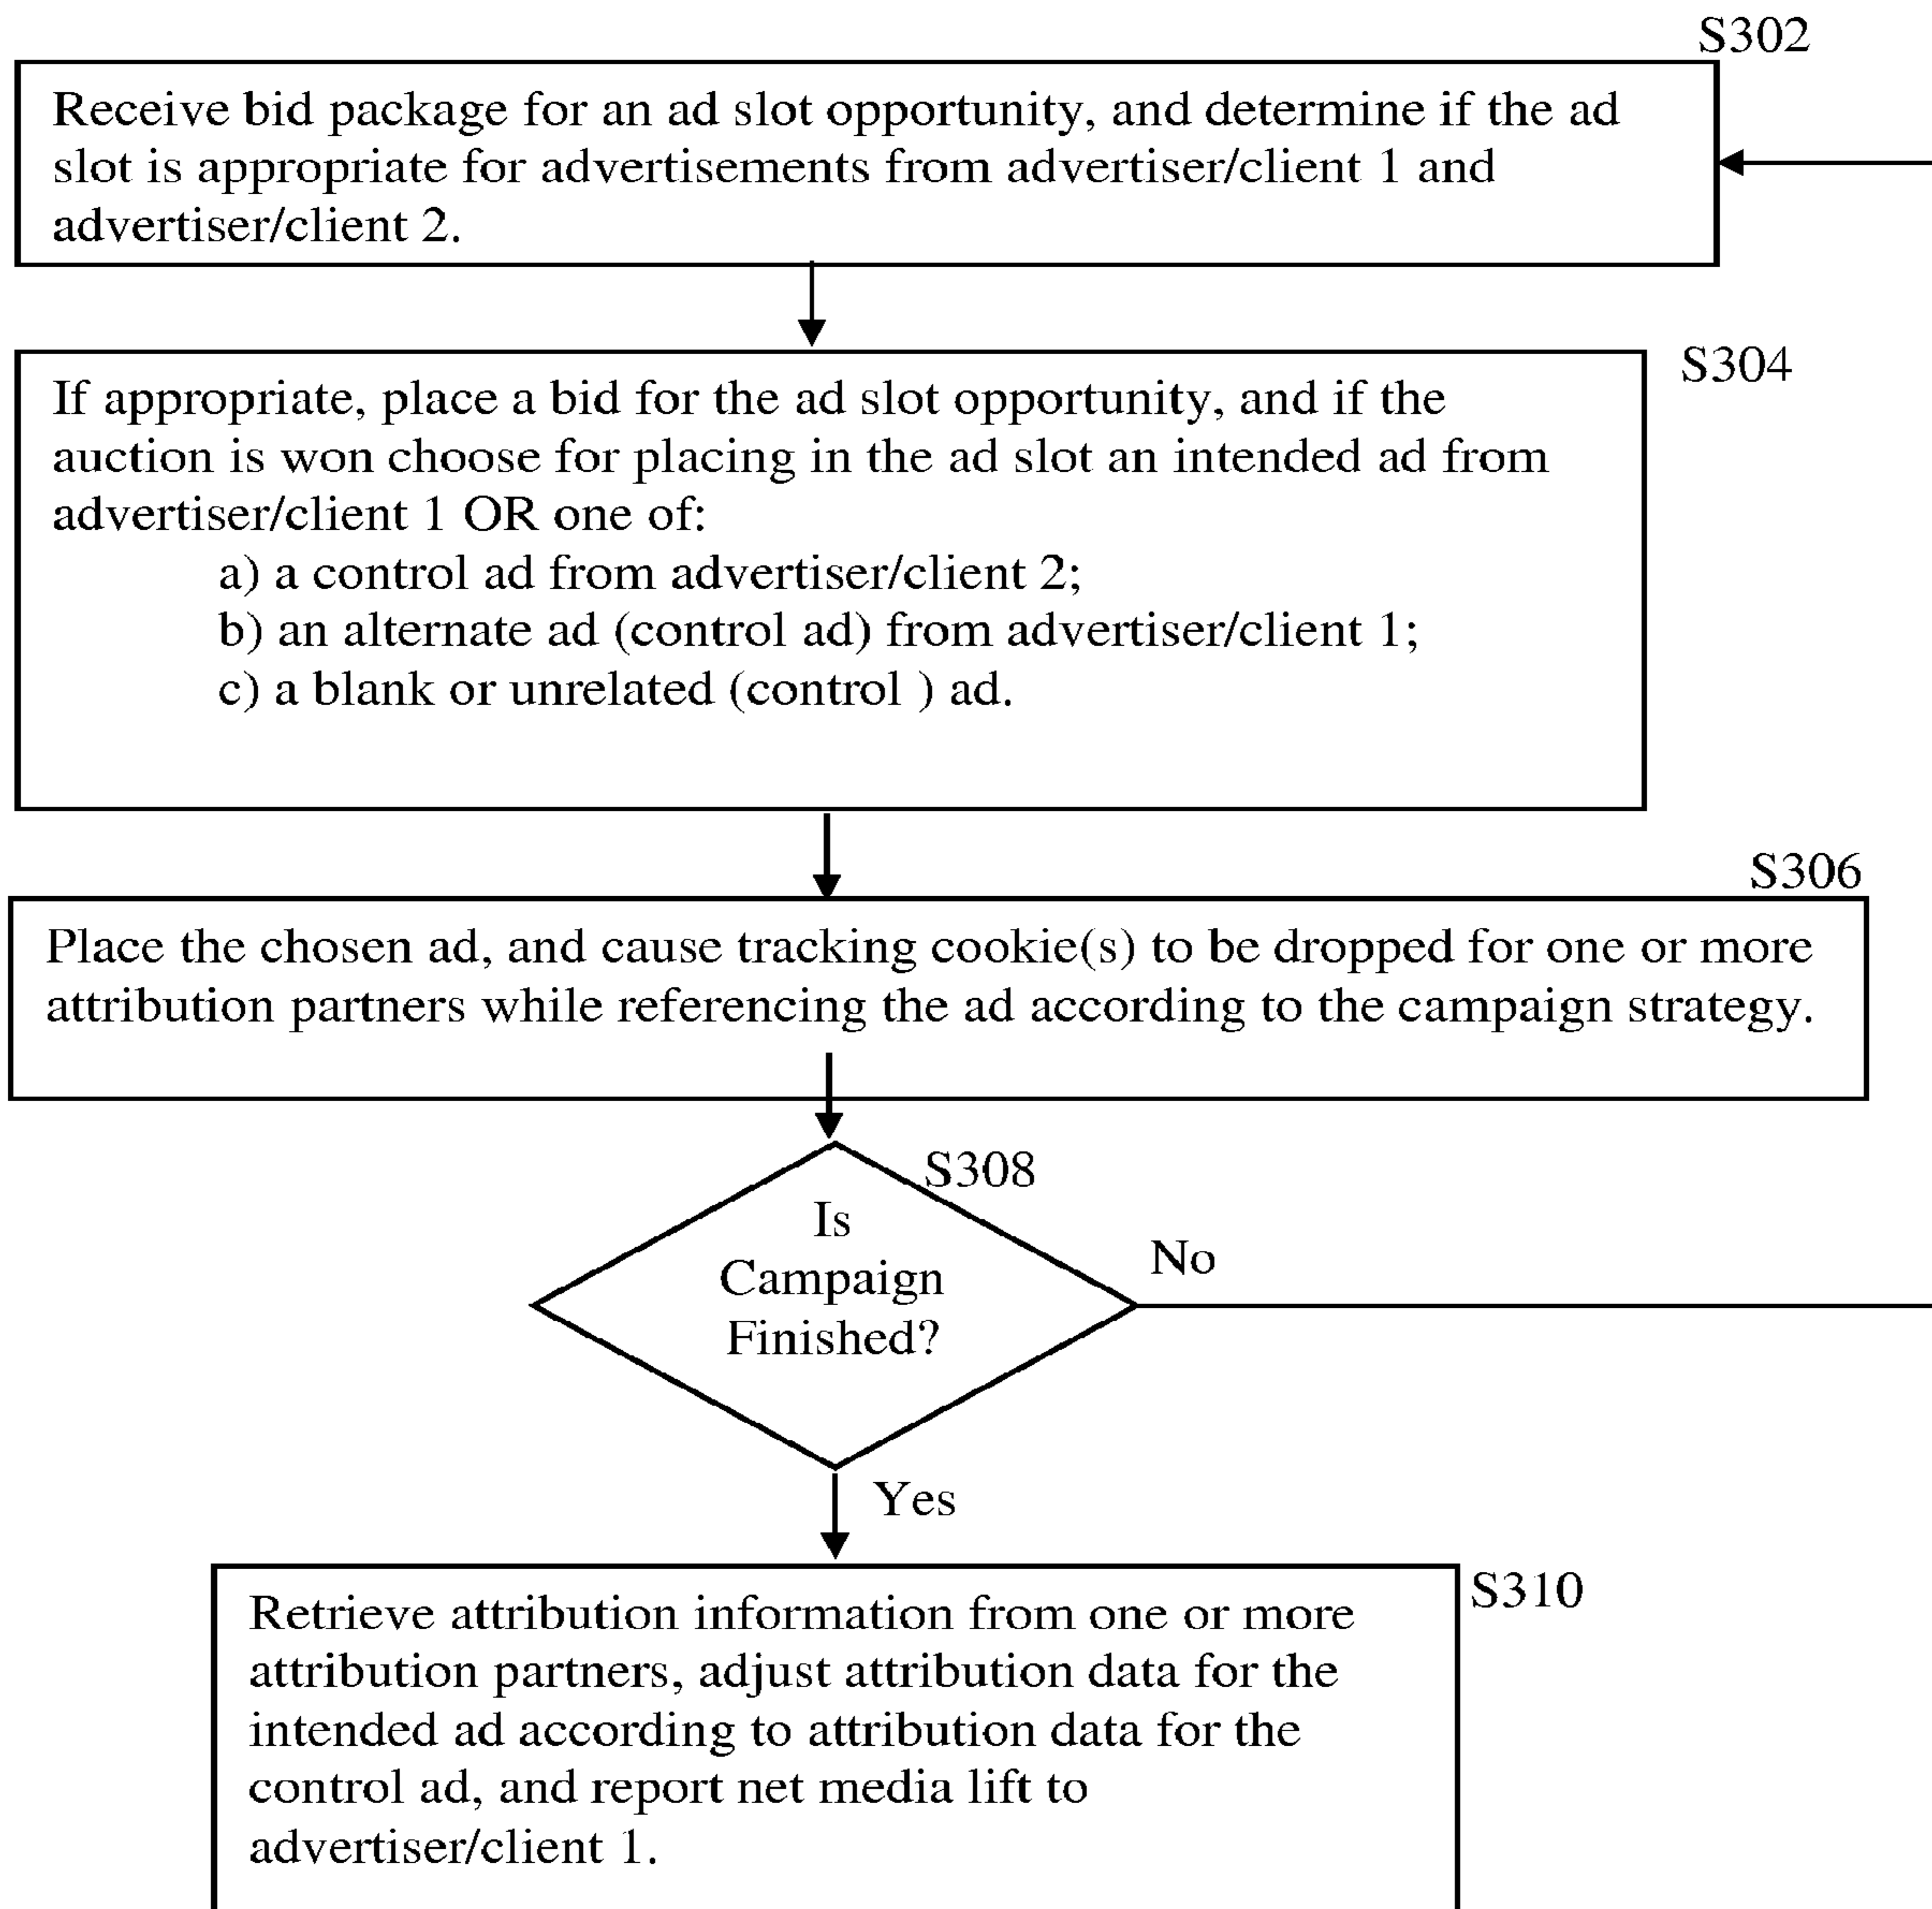 S302
Receive bid package for an ad slot opportunity, and determine if the ad
slot is appropriate for advertisements from advertiser/client 1 and
advertiser/client 2.
S304
If appropriate, place a bid for the ad slot opportunity, and if the
auction is won choose for placing in the ad slot an intended ad from
advertiser/client 1 OR one of:
a) a control ad from advertiser/client 2;
b) an alternate ad (control ad) from advertiser/client 1;
c) a blank or unrelated (control ) ad.
S306
Place the chosen ad, and cause tracking cookie(s) to be dropped for one or more
attribution partners while referencing the ad according to the campaign strategy.
S308
Is
Campaign
Finished?
No
Yes
S310
Retrieve attribution information from one or more
attribution partners, adjust attribution data for the
intended ad according to attribution data for the
control ad, and report net media lift to
advertiser/client 1.